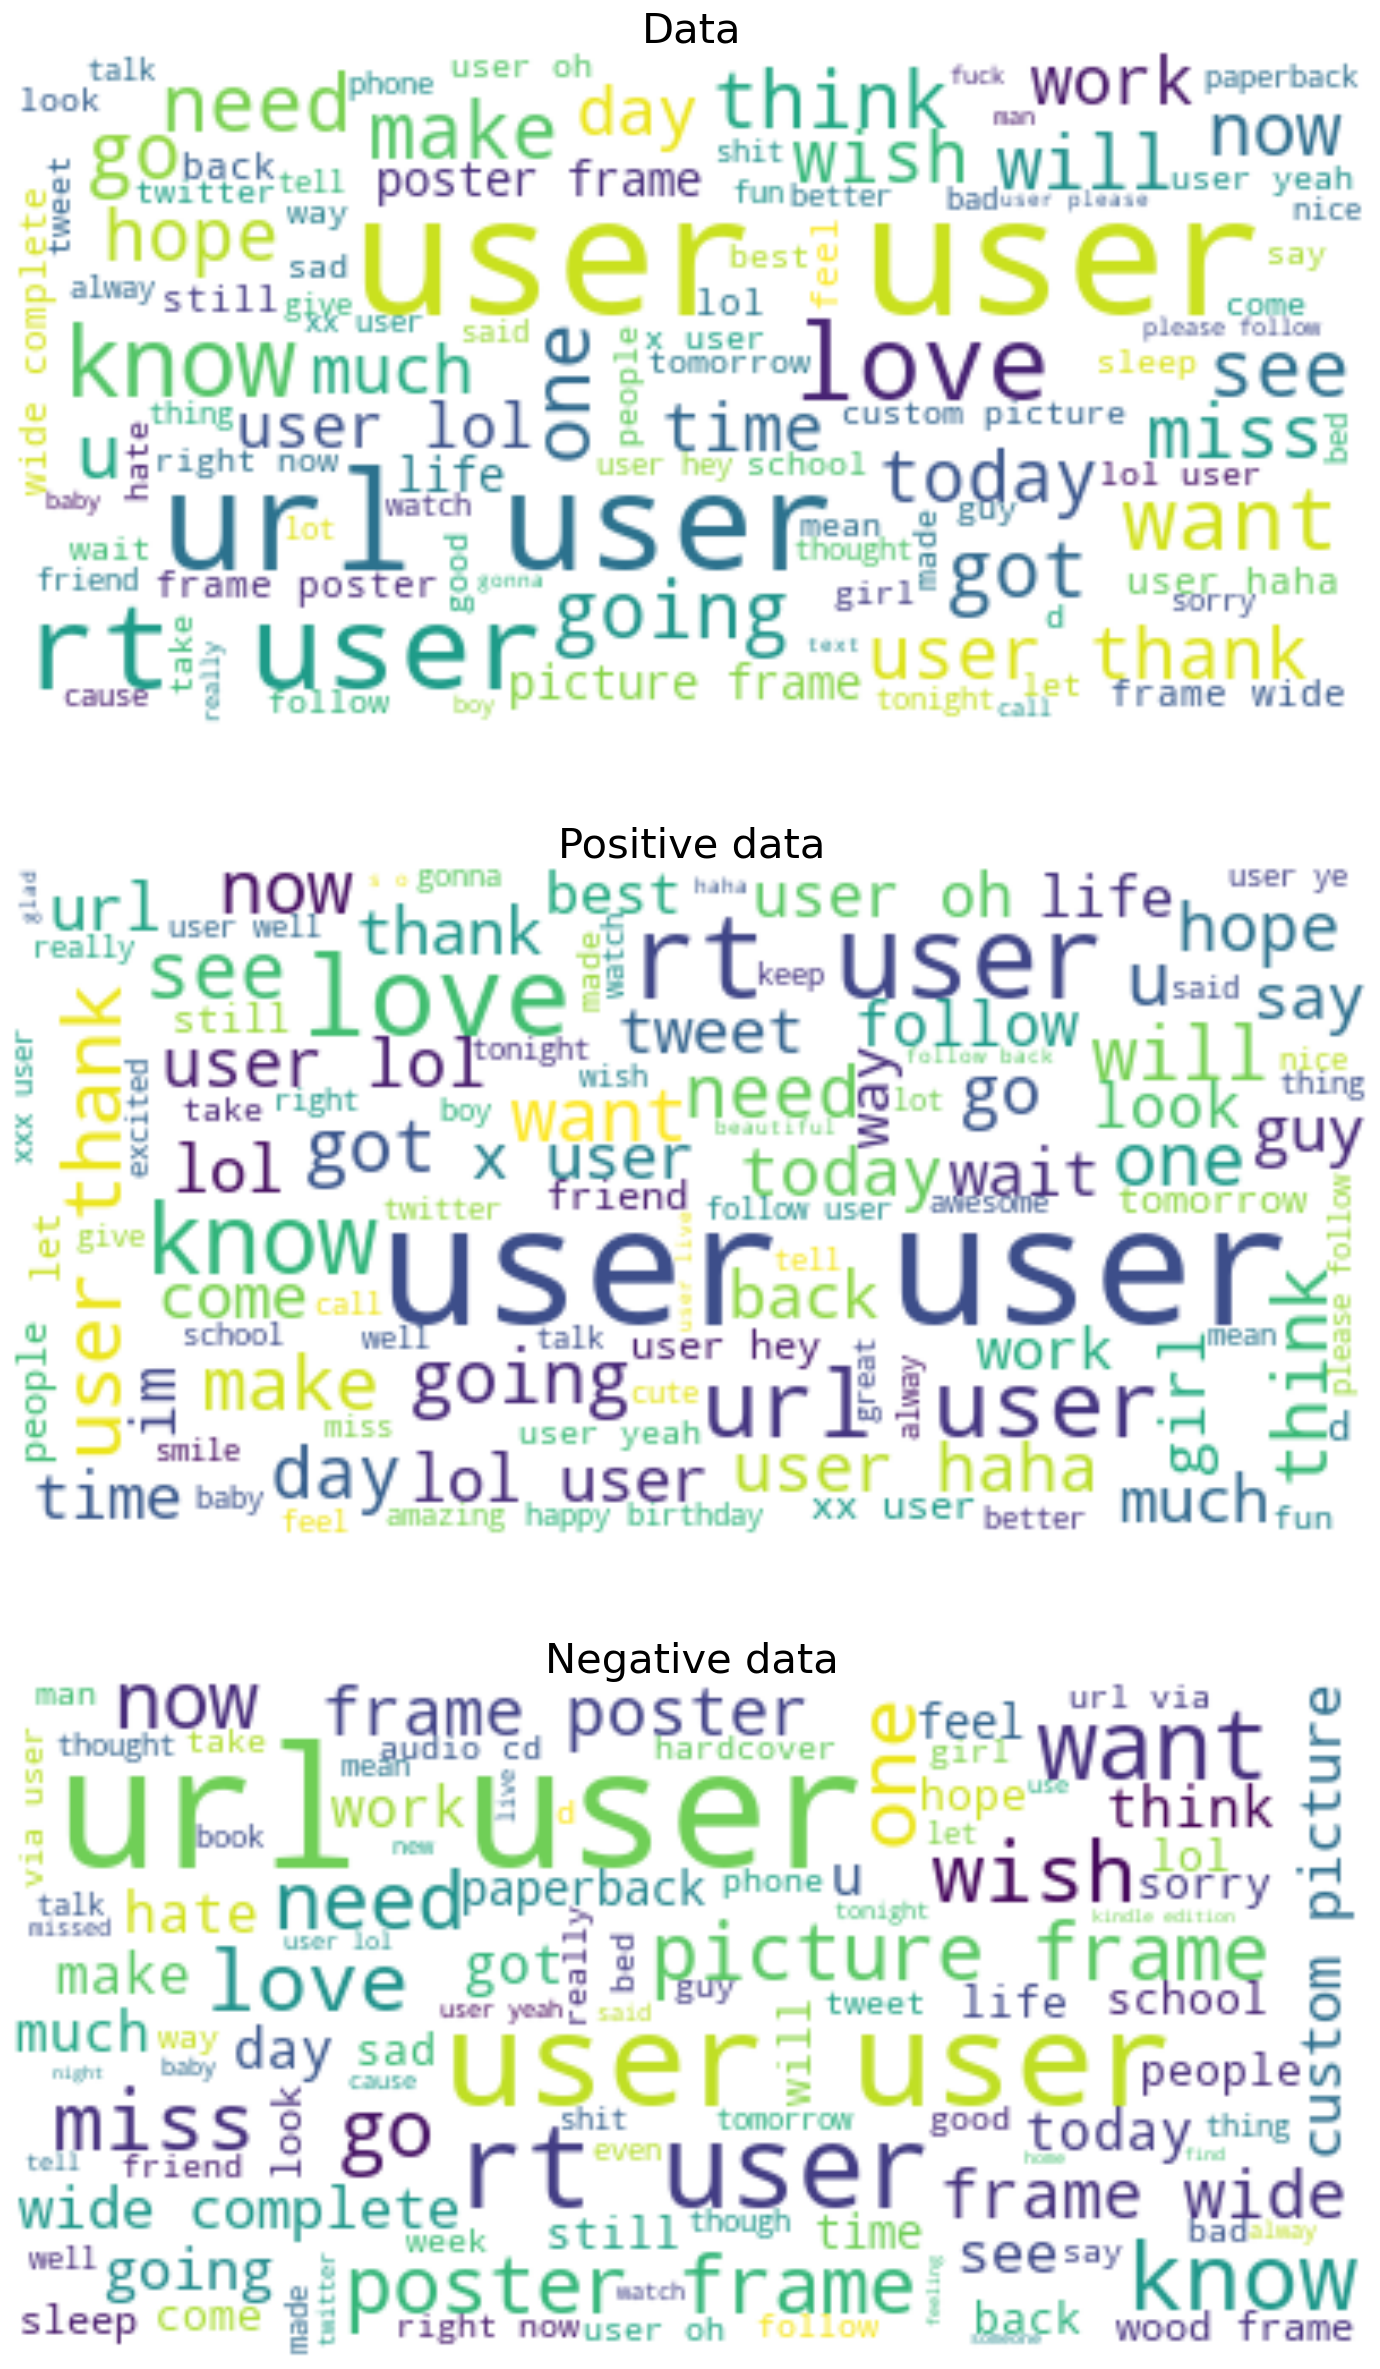 Data
talk
user oh
fuck
work
paperback
look
need
phone
make
day
think
man
now
go
back
shit
wish
will
user yeah
tweet
twitter
tell
poster frame
fun
better
bad
user please
nice
wide complete
hope
way
user user
best
feel
say
sad
alway
still
give
lol
come
xx user
said
one
people
x user
love
please follow
know
much
tomorrow
sleep
see
thing
user lol
time
custom picture
miss
bed
u
hate
right now
life
user hey
school
today
lol user
baby
url user
watch
lot
mean
guy
want
wait
good
thought
made
got
friend
frame poster
gonna
going
girl
user haha
sorry
d
rt user
take
really
text
user thank
cause
follow
boy
picture frame
tonight
let
call
frame wide
Positive data
glad
url
now
s o
gonna
best
haha
user oh
life
user ye
really
user well
thank
made
watch
rt user
hope
see
love
keep
u
said
say
still
tweet
follow
user thank
xxx user
excited
user lol
tonight
wish
way
follow back
will
nice
thing
take
right
boy
want
need
lot
go
look
guy
beautiful
lol
got
x user
today
wait
one
friend
tomorrow
please follow
people let
give
know
twitter
follow user
awesome
user user
user live
tell
come
call
back
think
school
well
talk
user hey
work
girl
mean
im
make
going
cute
url user
great
alway
miss
user yeah
d
smile
time
baby
day
lol user
user haha
much
fun
feel
amazing
happy birthday
xx user
better
Negative data
man
now
frame poster
one
feel
url via
want
custom picture
via user
thought
take
url user
audio cd
hardcover
girl
mean
live
work
d
hope
use
think
book
new
let
wish
lol
sorry
talk
missed
hate
need
paperback
phone
u
tonight
kindle edition
user lol
make
love
got
really
bed
picture frame
guy
user yeah
said
tweet
life
school
much
way
day
sad
user user
will
night
baby
cause
people
miss
look
go
shit
tomorrow
good
today
thing
tell
friend
rt user
even
home
find
wide complete
frame wide
week
still
though
time
bad
alway
well
going
poster frame
watch
feeling
see
say
know
sleep
come
made
twitter
right now
user oh
follow
back
someone
wood frame